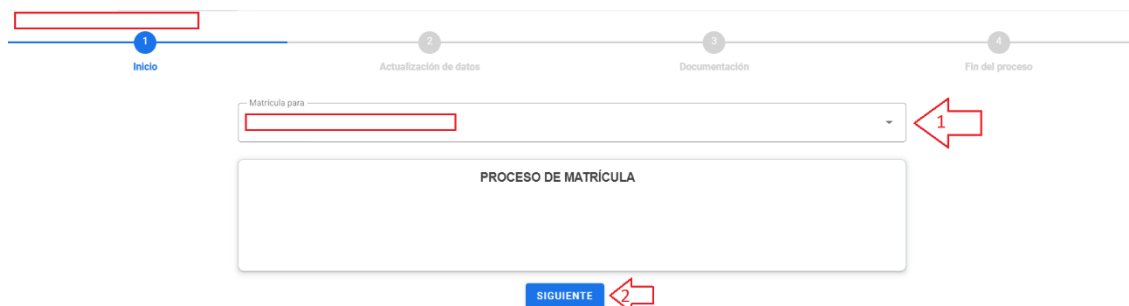 1 2 3 4
Inicio Actualización de datos Documentación Fin del proceso
Matrícula para
1
PROCESO DE MATRÍCULA
SIGUIENTE 2